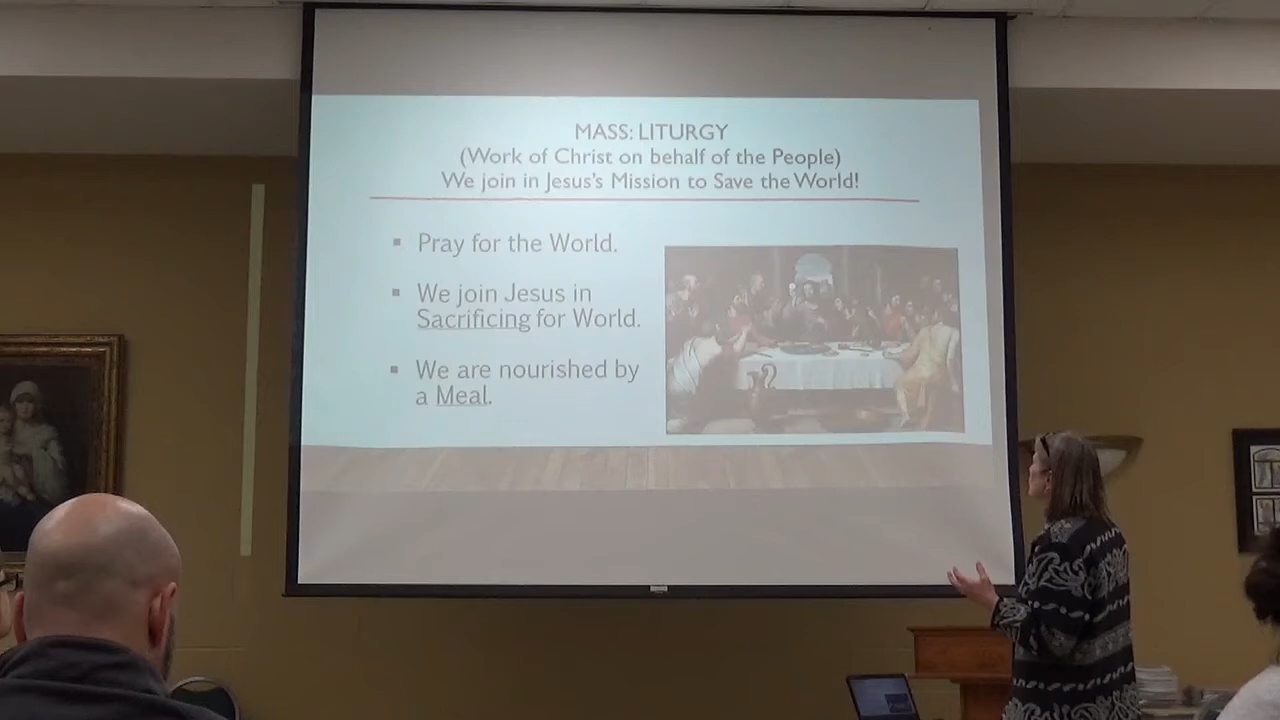 MASS: LITURGY
(Work of Christ on behalf of the People)
We join in Jesus's Mission to Save the World!
▪ Pray for the World.
▪ We join Jesus in
Sacrificing for World.
▪ We are nourished by
a Meal.